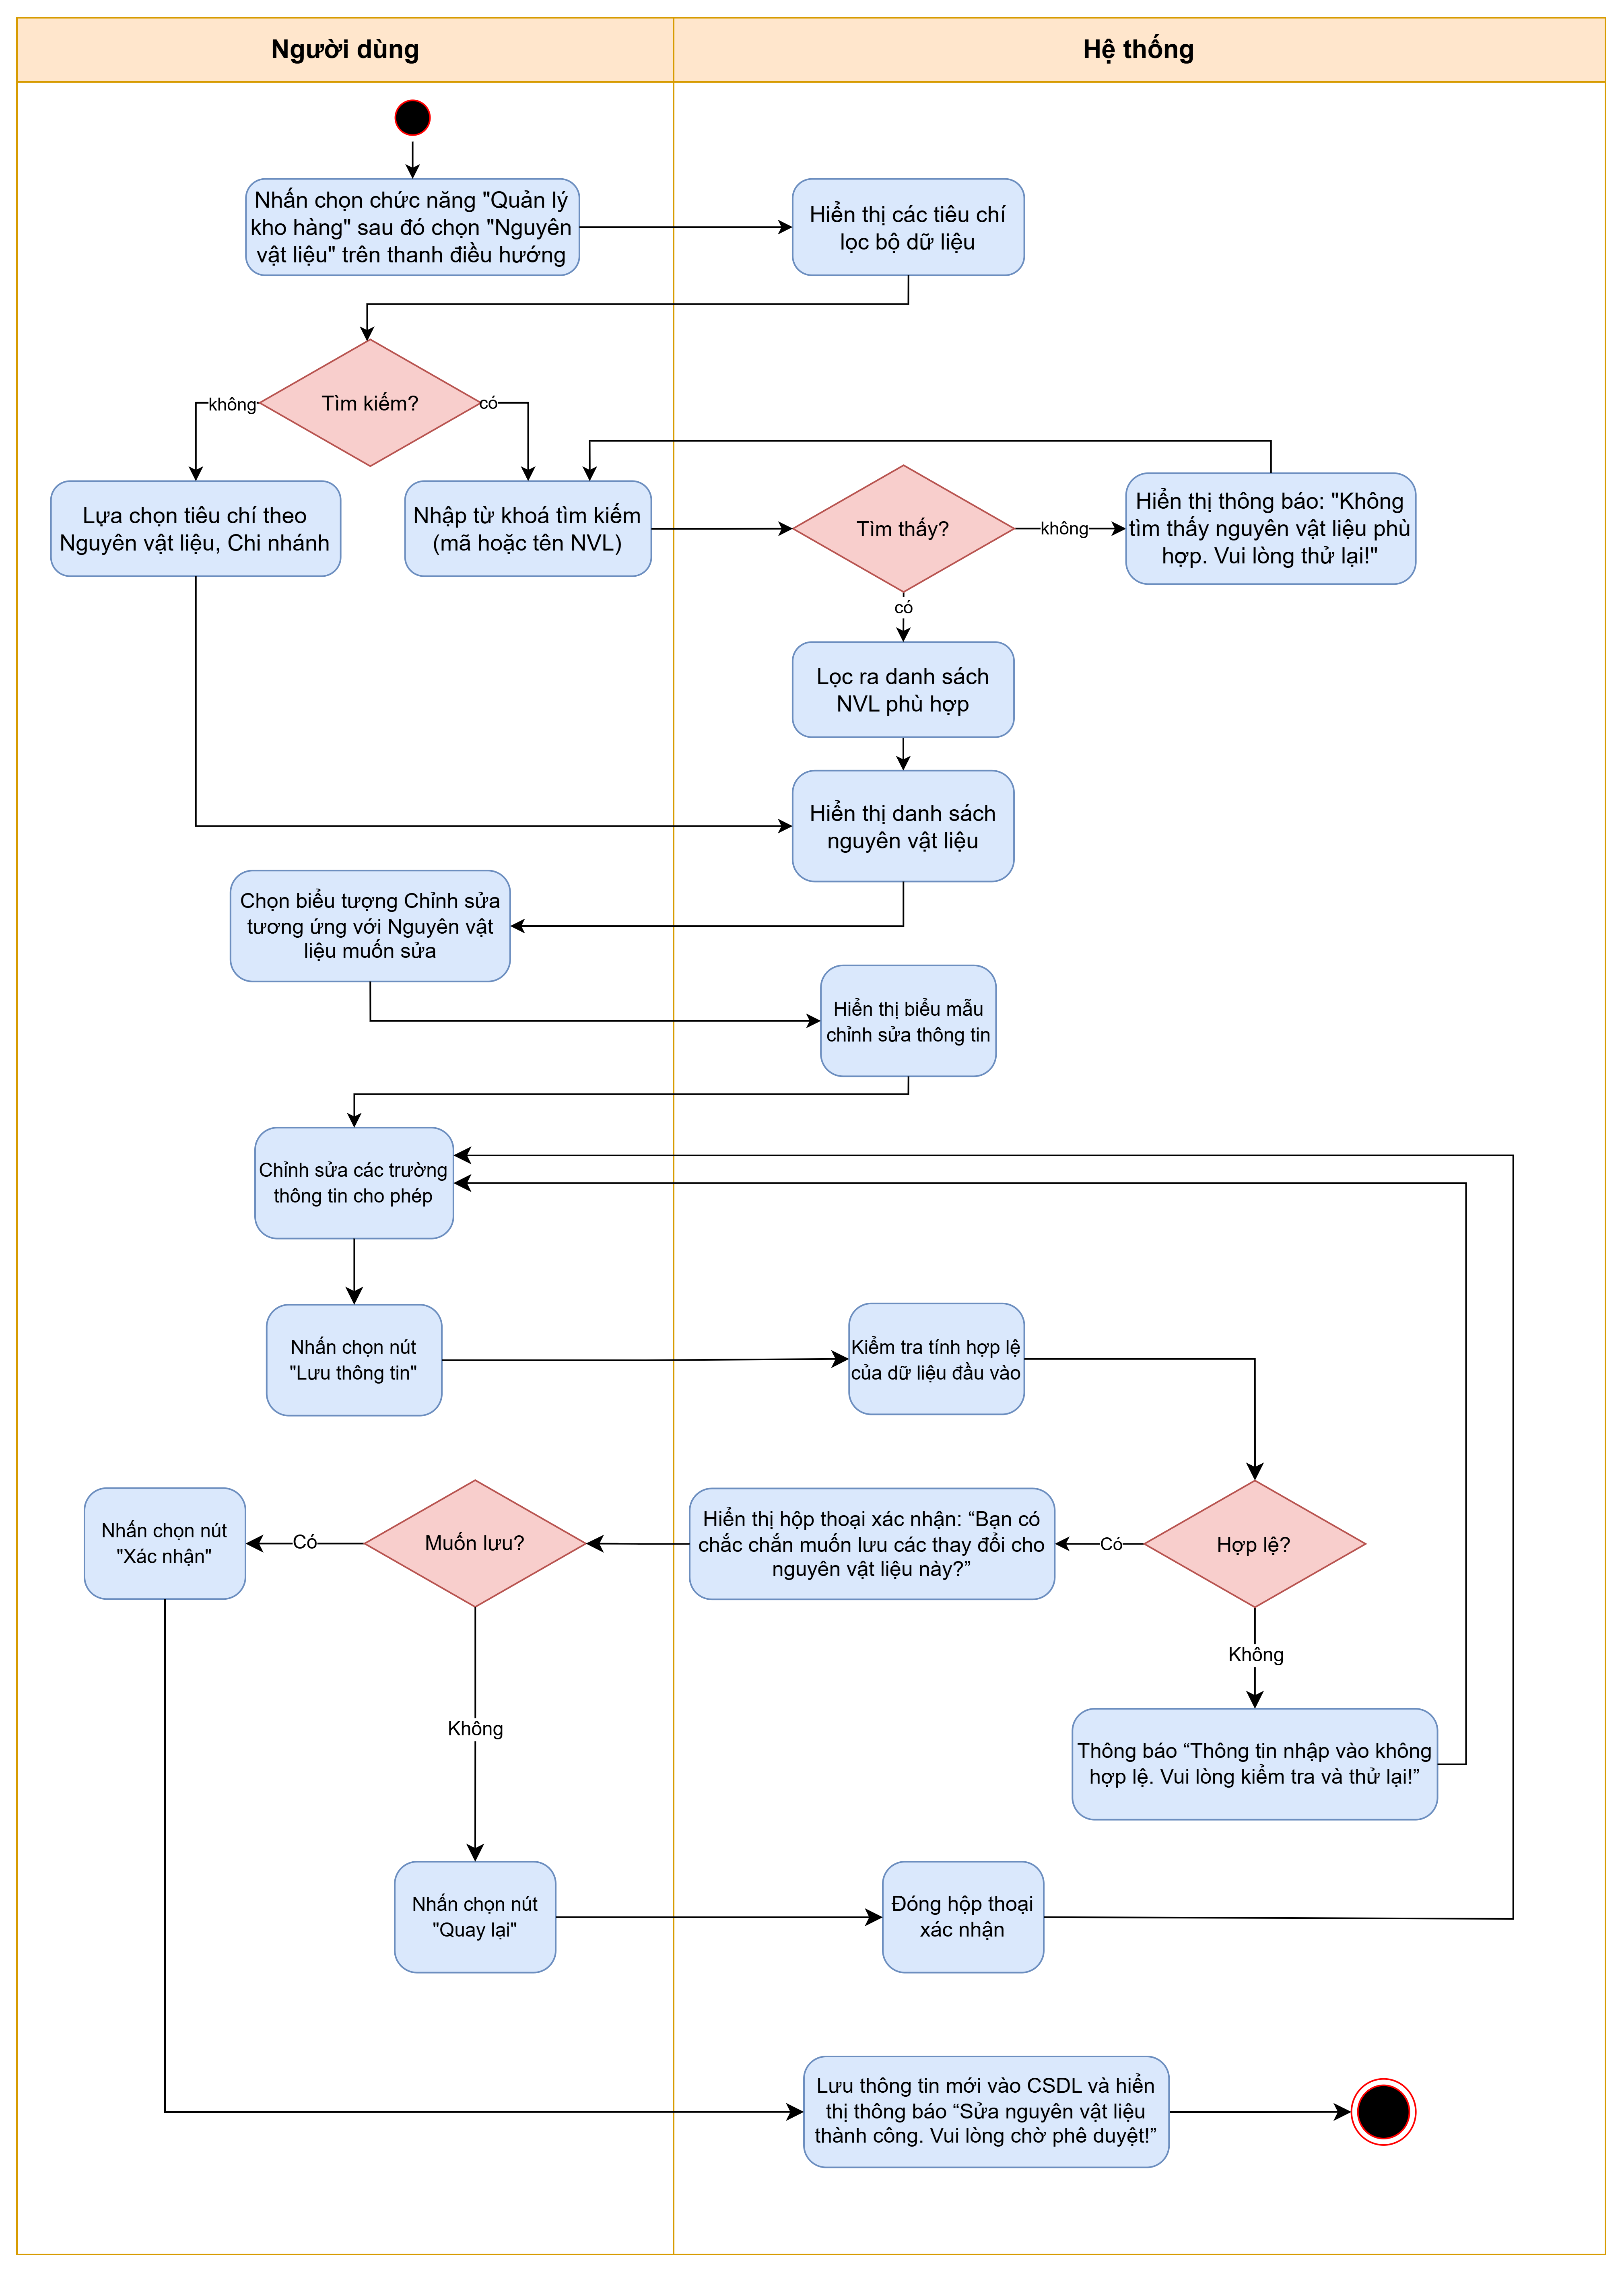 Người dùng
Hệ thống
Nhấn chọn chức năng "Quản lý
kho hàng" sau đó chọn "Nguyên
vật liệu" trên thanh điều hướng
Hiển thị các tiêu chí
lọc bộ dữ liệu
Tìm kiếm?
không
có
Lựa chọn tiêu chí theo
Nguyên vật liệu, Chi nhánh
Nhập từ khoá tìm kiếm
(mã hoặc tên NVL)
Tìm thấy?
không
Hiển thị thông báo: "Không
tìm thấy nguyên vật liệu phù
hợp. Vui lòng thử lại!"
có
Lọc ra danh sách
NVL phù hợp
Hiển thị danh sách
nguyên vật liệu
Chọn biểu tượng Chỉnh sửa
tương ứng với Nguyên vật
liệu muốn sửa
Hiển thị biểu mẫu
chỉnh sửa thông tin
Chỉnh sửa các trường
thông tin cho phép
Nhấn chọn nút
"Lưu thông tin"
Kiểm tra tính hợp lệ
của dữ liệu đầu vào
Nhấn chọn nút
"Xác nhận"
Có
Muốn lưu?
Hiển thị hộp thoại xác nhận: “Bạn có
chắc chắn muốn lưu các thay đổi cho
nguyên vật liệu này?”
Có
Hợp lệ?
Không
Không
Thông báo “Thông tin nhập vào không
hợp lệ. Vui lòng kiểm tra và thử lại!”
Nhấn chọn nút
"Quay lại"
Đóng hộp thoại
xác nhận
Lưu thông tin mới vào CSDL và hiển
thị thông báo “Sửa nguyên vật liệu
thành công. Vui lòng chờ phê duyệt!”